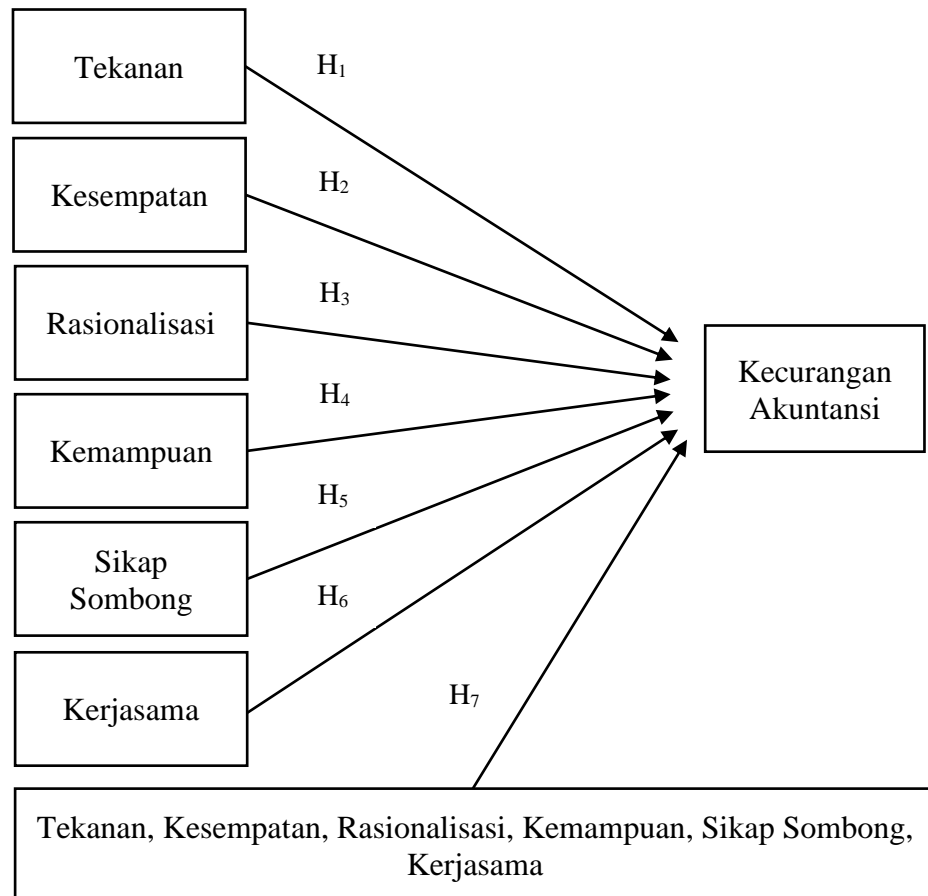 Tekanan
H₁
Kesempatan
H₂
Rasionalisasi
H₃
Kemampuan
H₄
Sikap
Sombong
H₅
Kerjasama
H₆
H₇
Kecurangan
Akuntansi
Tekanan, Kesempatan, Rasionalisasi, Kemampuan, Sikap Sombong,
Kerjasama